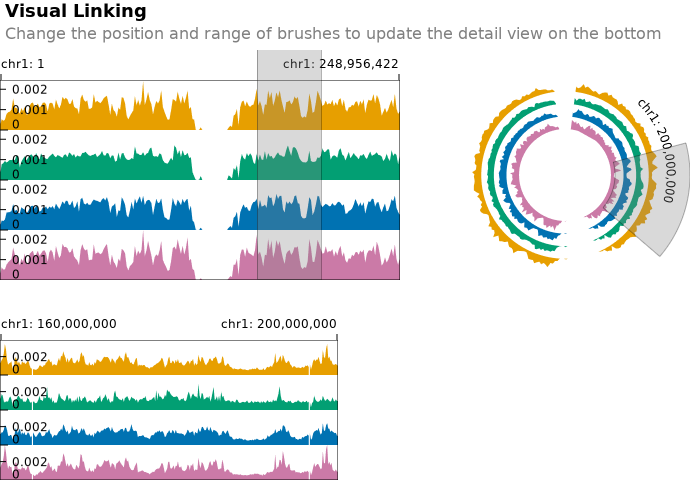 Visual Linking
Change the position and range of brushes to update the detail view on the bottom
chr1: 1
chr1: 248,956,422
0.002
0.001
0
0.002
0.001
0
0.002
0.001
0
0.002
0.001
0
chr1: 200,000,000
chr1: 160,000,000
chr1: 200,000,000
0.002
0
0.002
0
0.002
0
0.002
0